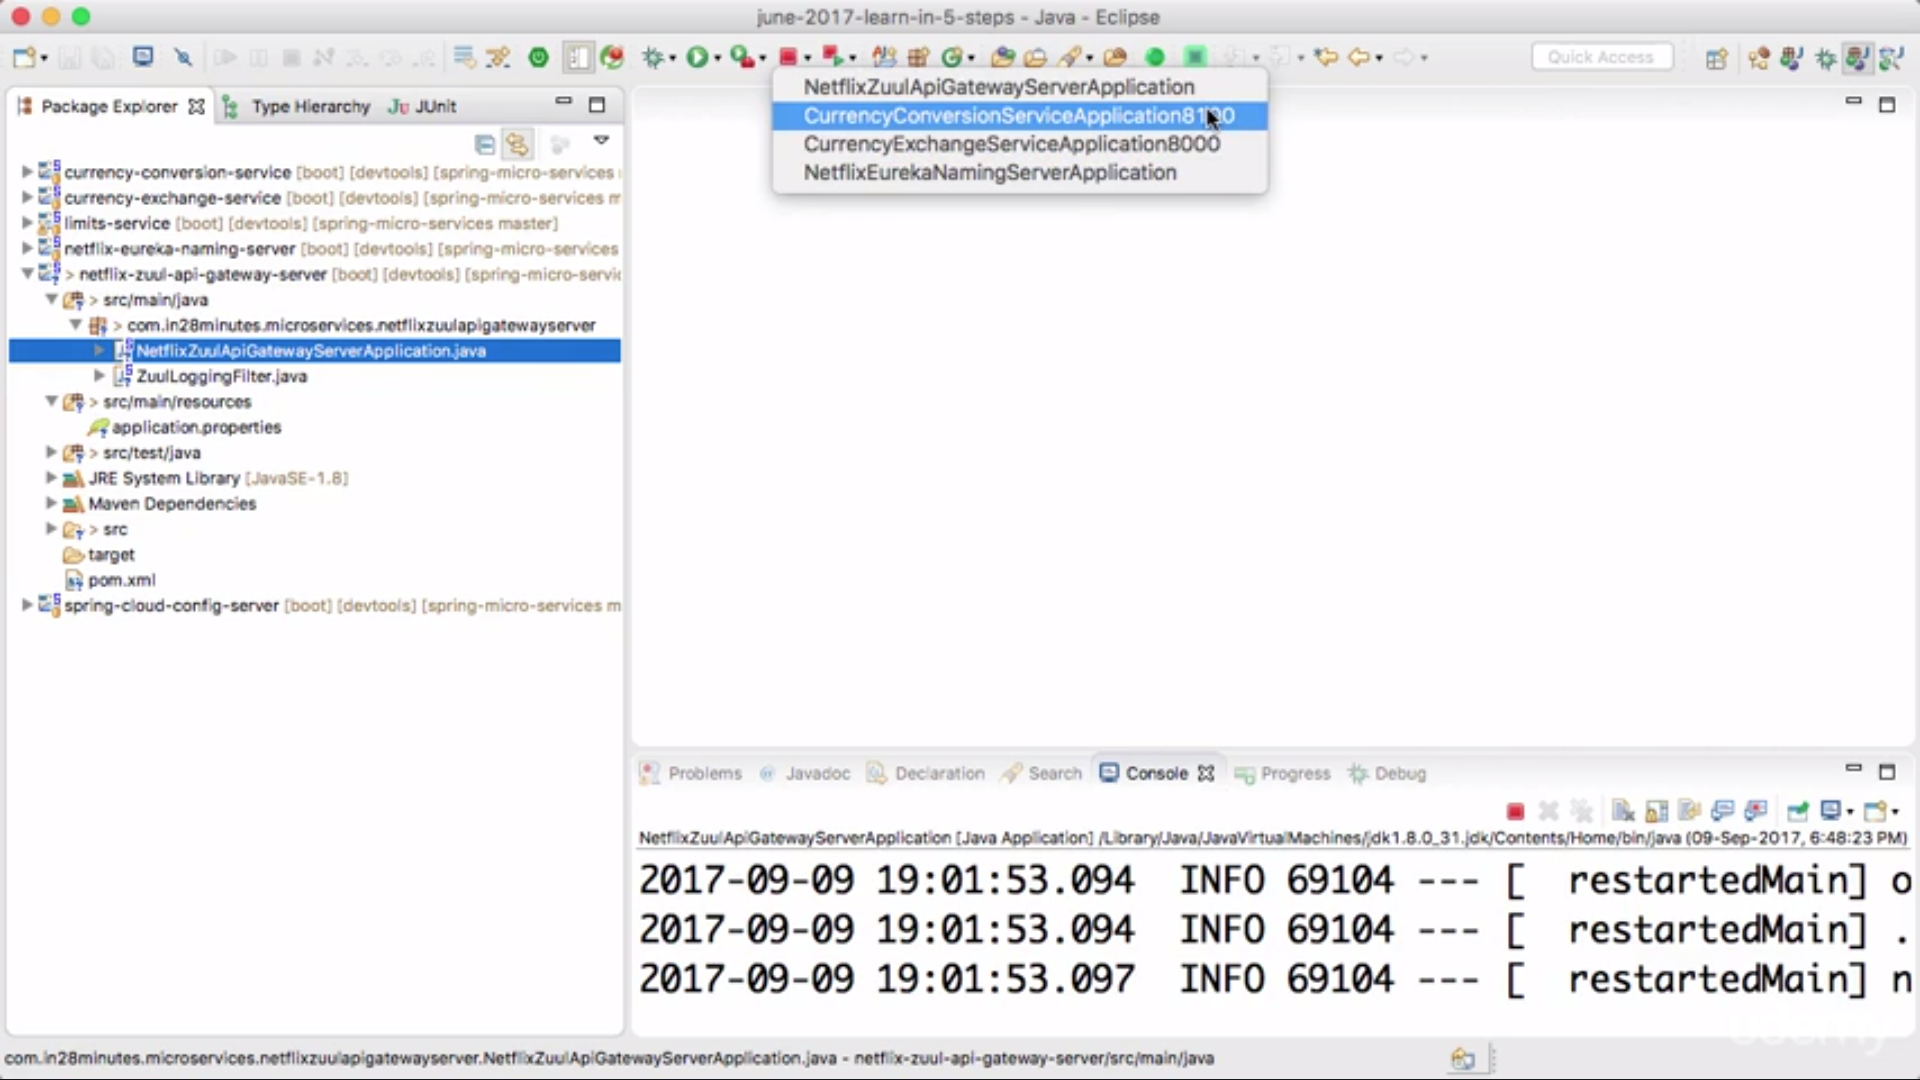 june-2017-learn-in-5-steps - Java - Eclipse
Quick Access
NetflixZuulApiGatewayServerApplication
CurrencyConversionServiceApplication8100
CurrencyExchangeServiceApplication8000
NetflixEurekaNamingServerApplication
Package Explorer
Type Hierarchy
JUnit
currency-conversion-service [boot] [devtools] [spring-micro-services
currency-exchange-service [boot] [devtools] [spring-micro-services m
limits-service [boot] [devtools] [spring-micro-services master]
netflix-eureka-naming-server [boot] [devtools] [spring-micro-services
> netflix-zuul-api-gateway-server [boot] [devtools] [spring-micro-servic
> src/main/java
> com.in28minutes.microservices.netflixzuulapigatewayserver
NetflixZuulApiGatewayServerApplication.java
ZuulLoggingFilter.java
> src/main/resources
application.properties
> src/test/java
JRE System Library [JavaSE-1.8]
Maven Dependencies
> src
target
pom.xml
spring-cloud-config-server [boot] [devtools] [spring-micro-services m
Problems
Javadoc
Declaration
Search
Console
Progress
Debug
NetflixZuulApiGatewayServerApplication [Java Application] /Library/Java/JavaVirtualMachines/jdk1.8.0_31.jdk/Contents/Home/bin/java (09-Sep-2017, 6:48:23 PM)
2017-09-09 19:01:53.094 INFO 69104 --- [ restartedMain] o
2017-09-09 19:01:53.094 INFO 69104 --- [ restartedMain] .
2017-09-09 19:01:53.097 INFO 69104 --- [ restartedMain] n
udemy
com.in28minutes.microservices.netflixzuulapigatewayserver.NetflixZuulApiGatewayServerApplication.java - netflix-zuul-api-gateway-server/src/main/java